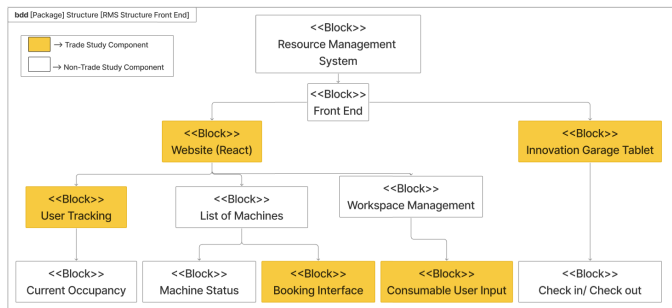 bdd [Package] Structure [RMS Structure Front End]
→ Trade Study Component
→ Non-Trade Study Component
<<Block>>
Resource Management
System
<<Block>>
Front End
<<Block>>
Website (React)
<<Block>>
Innovation Garage Tablet
<<Block>>
User Tracking
<<Block>>
List of Machines
<<Block>>
Workspace Management
<<Block>>
Current Occupancy
<<Block>>
Machine Status
<<Block>>
Booking Interface
<<Block>>
Consumable User Input
<<Block>>
Check in/ Check out